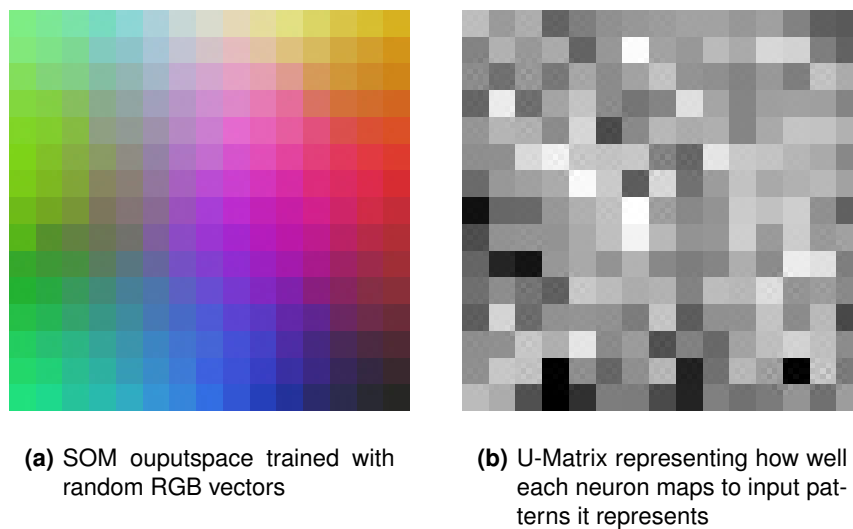 (a) SOM ouputspace trained with
random RGB vectors
(b) U-Matrix representing how well
each neuron maps to input pat-
terns it represents